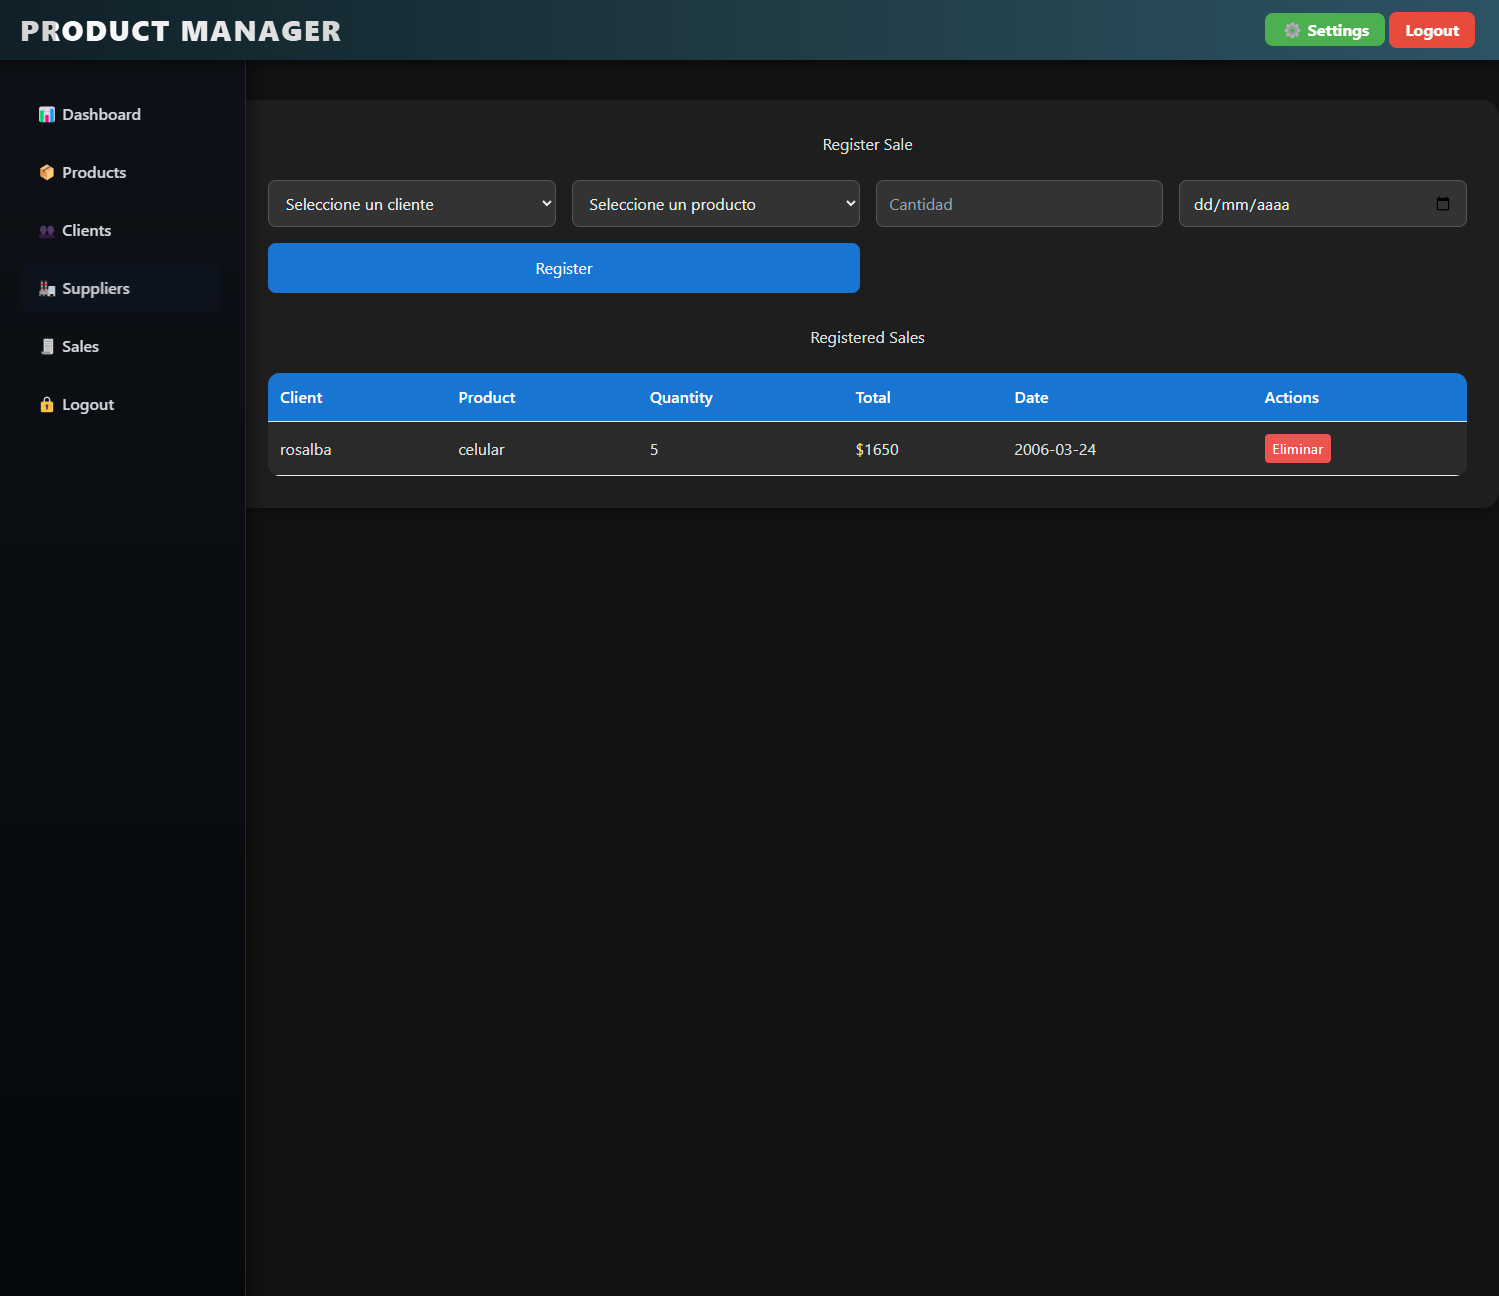 PRODUCT MANAGER
Settings
Logout
Dashboard
Products
Clients
Suppliers
Sales
Logout
Register Sale
Seleccione un cliente
Seleccione un producto
Cantidad
dd/mm/aaaa
Register
Registered Sales
Client Product Quantity Total Date Actions
rosalba celular 5 $1650 2006-03-24 Eliminar